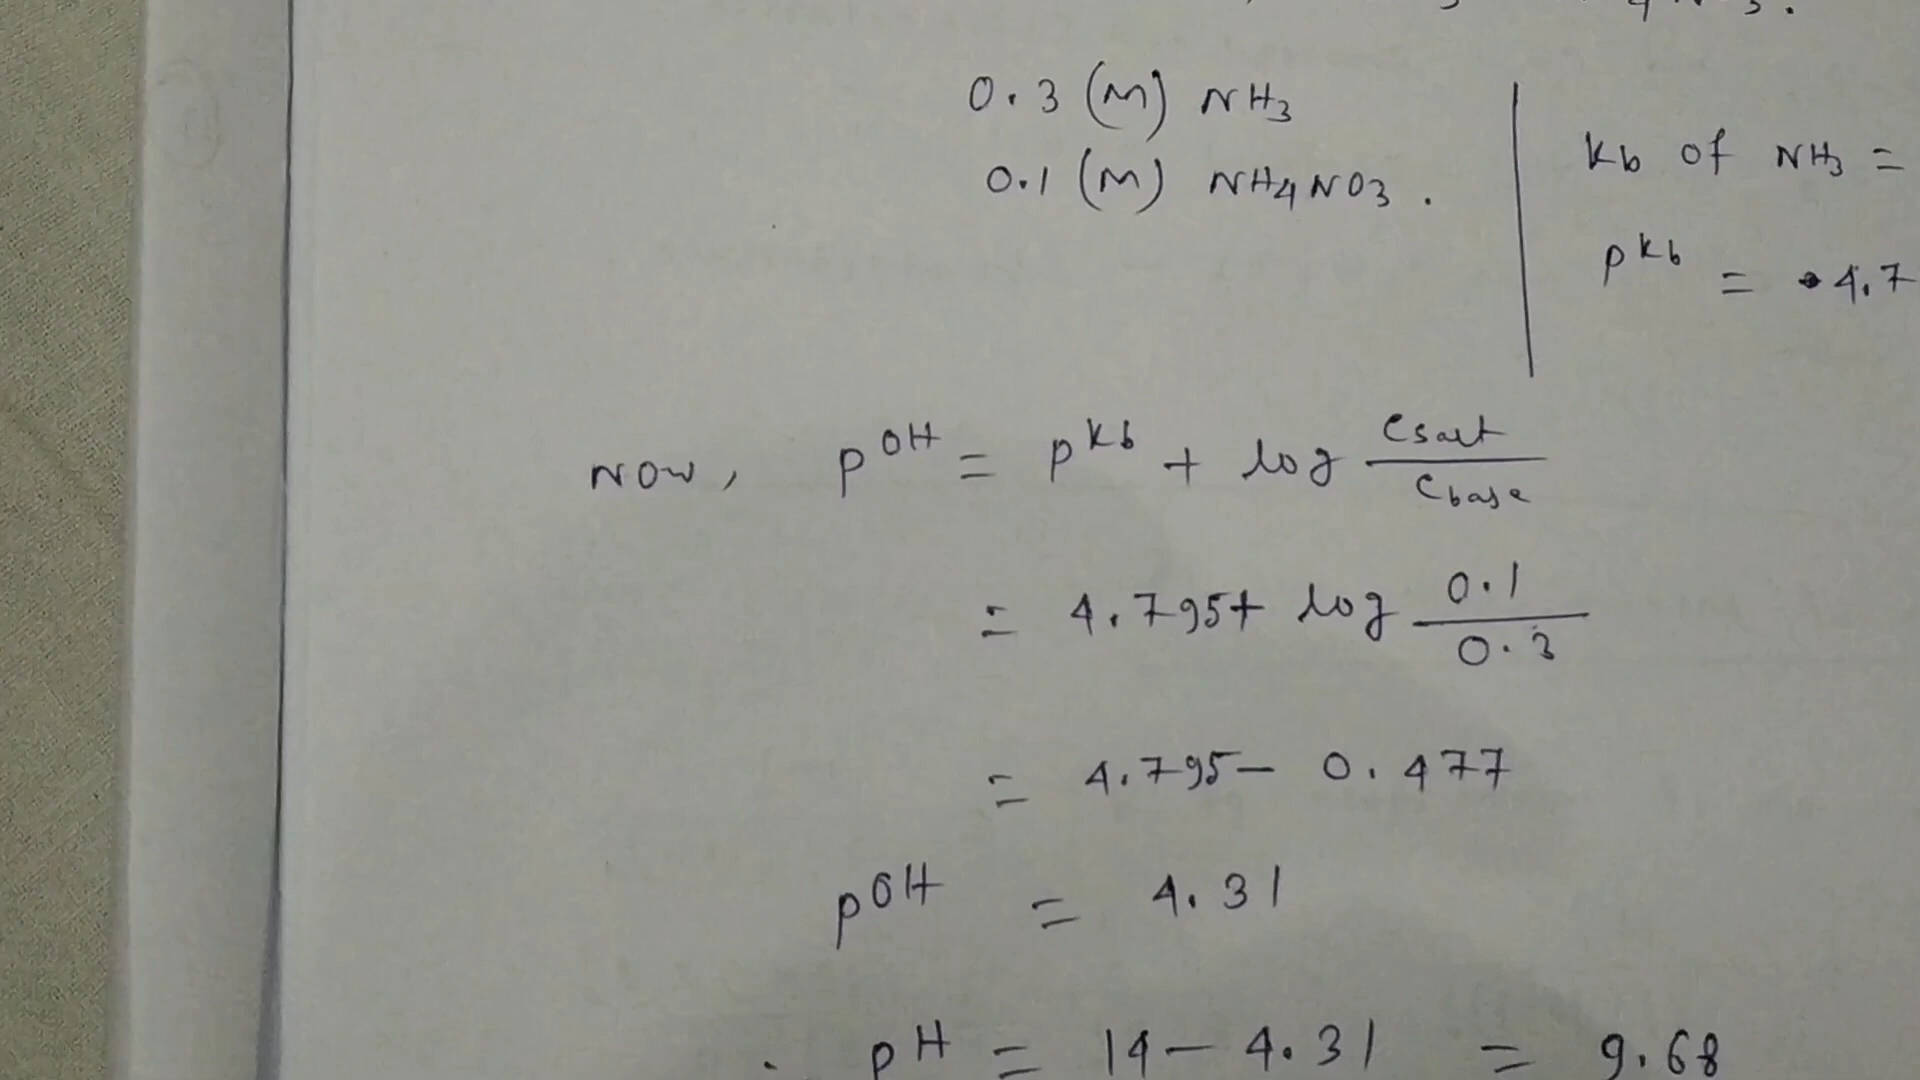 0.3 (M) NH3
0.1 (M) NH4NO3.
Kb of NH3 =
pKb = 4.7
Now, pOH = pKb + log Csalt/Cbase
= 4.795+ log 0.1/0.3
= 4.795- 0.477
pOH = 4.31
. pH = 14-4.31 = 9.68